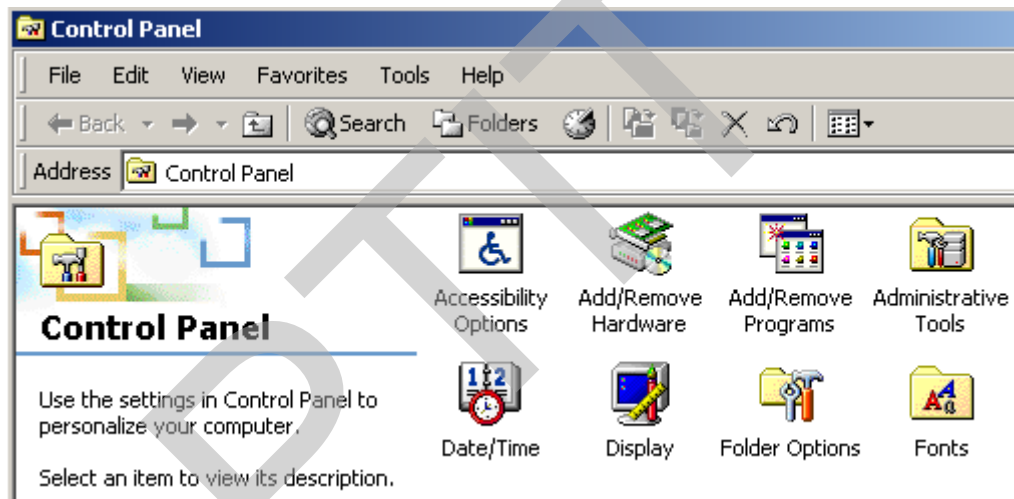 Control Panel
File Edit View Favorites Tools Help
Back Search Folders
Address Control Panel
Control Panel
Use the settings in Control Panel to
personalize your computer.
Select an item to view its description.
Accessibility
Options
Add/Remove
Hardware
Add/Remove
Programs
Administrative
Tools
Date/Time
Display
Folder Options
Fonts